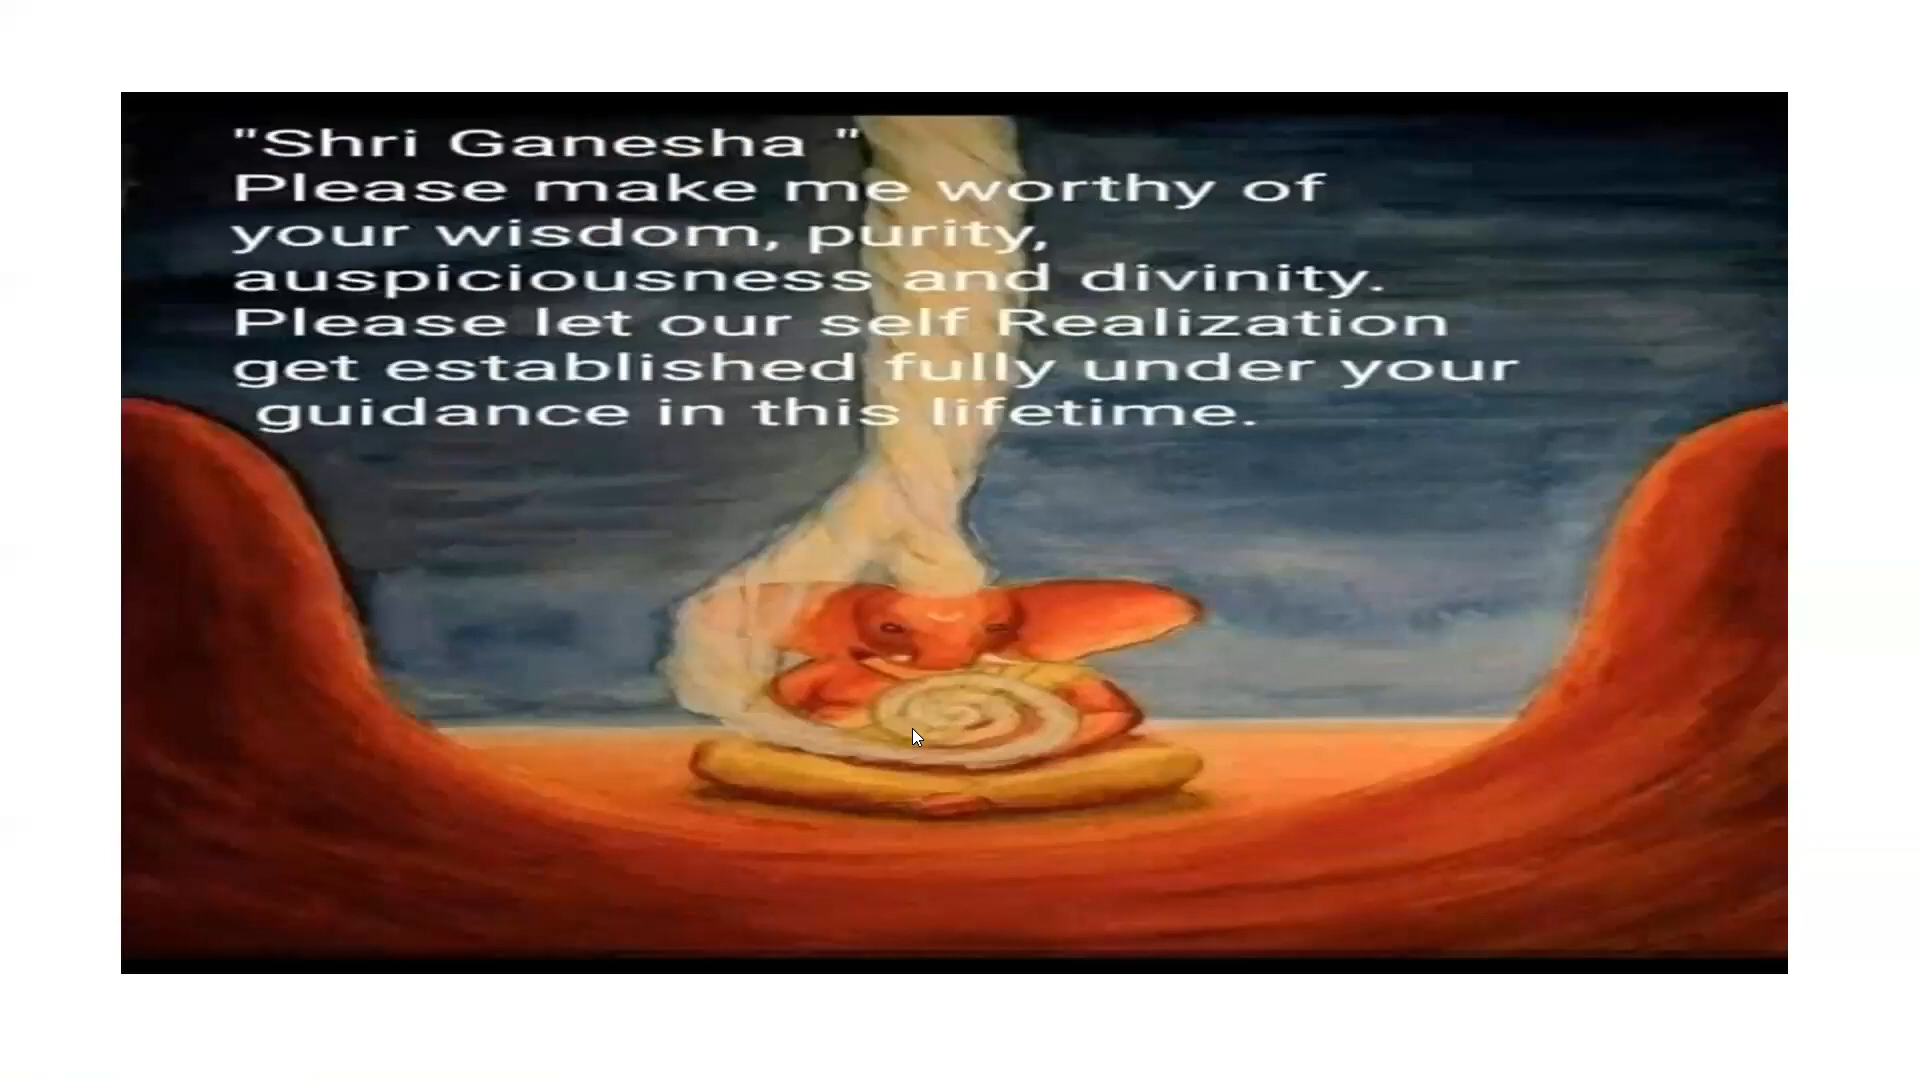 "Shri Ganesha "
Please make me worthy of
your wisdom, purity,
auspiciousness and divinity.
Please let our self Realization
get established fully under your
guidance in this lifetime.